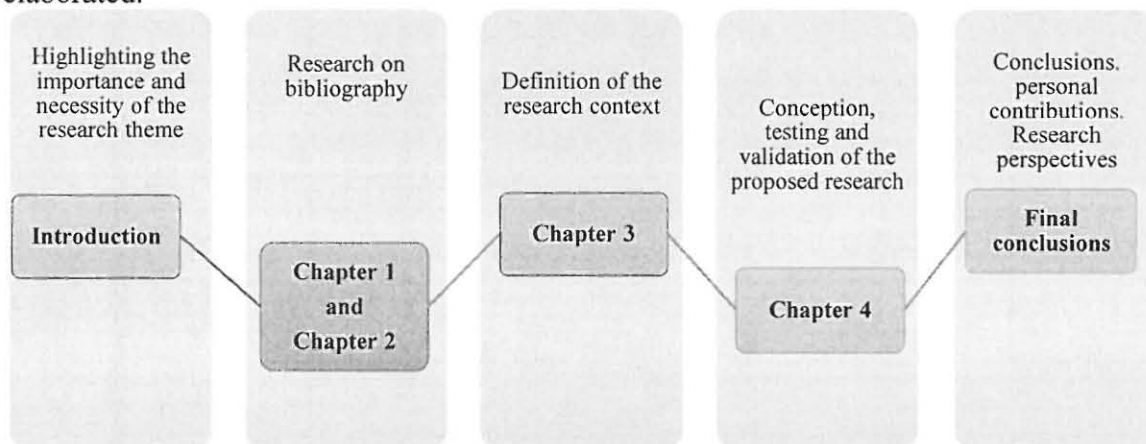 elaborated.
Highlighting the
importance and
necessity of the
research theme
Introduction
Research on
bibliography
Chapter 1
and
Chapter 2
Definition of the
research context
Chapter 3
Conception,
testing and
validation of the
proposed research
Chapter 4
Conclusions.
personal
contributions.
Research
perspectives
Final
conclusions